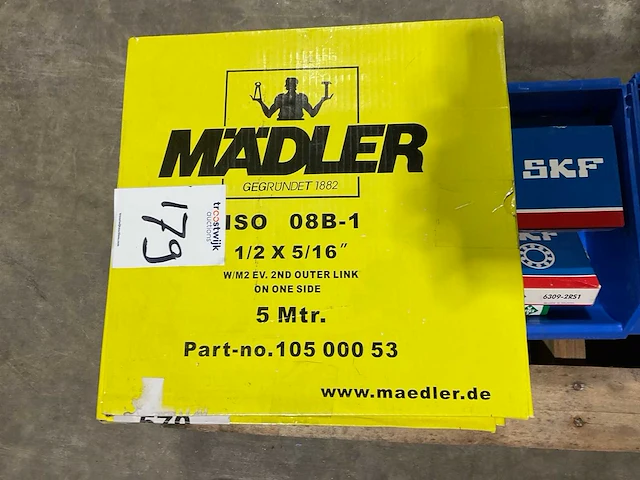 MÄDLER
GEGRÜNDET 1882
ISO 08B-1
1/2 X 5/16"
W/M2 EV. 2ND OUTER LINK
ON ONE SIDE
5 Mtr.
Part-no.105 000 53
www.maedler.de
troostwijk
auctions
179
570
SKF
6309-2RS1